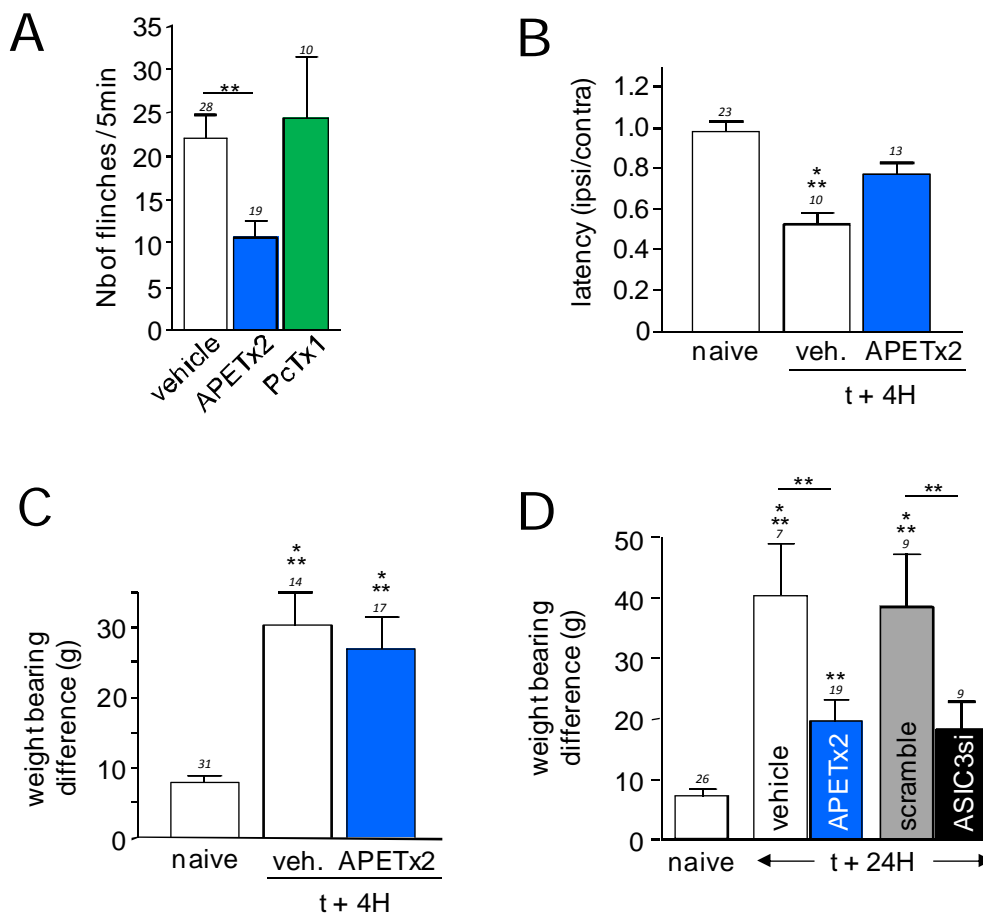 A
Nb of flinches / 5min
35
30
25
20
15
10
5
0
28
**
19
10
vehicle
APETx2
PcTx1
B
latency (ipsi/contra)
1.2
1.0
0.8
0.6
0.4
0.2
0
23
*
**
10
13
naive
veh.
APETx2
t + 4H
C
weight bearing
difference (g)
30
20
10
0
31
*
**
14
*
**
17
naive
veh.
APETx2
t + 4H
D
weight bearing
difference (g)
50
40
30
20
10
0
**
**
26
*
**
7
**
19
*
**
9
9
vehicle
APETx2
scramble
ASIC3si
naive
t + 24H